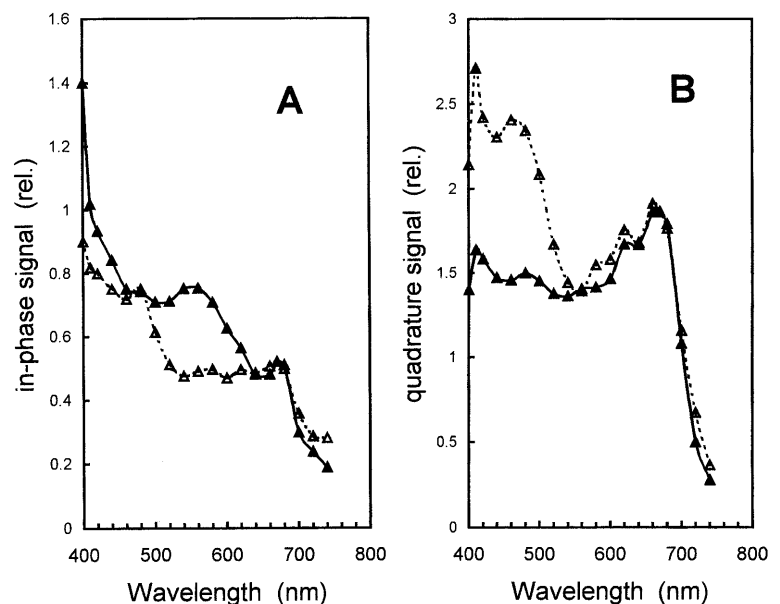 A
in-phase signal (rel.)
1.6
1.4
1.2
1
0.8
0.6
0.4
0.2
0
400 500 600 700 800
Wavelength (nm)
B
quadrature signal (rel.)
3
2.5
2
1.5
1
0.5
0
400 500 600 700 800
Wavelength (nm)